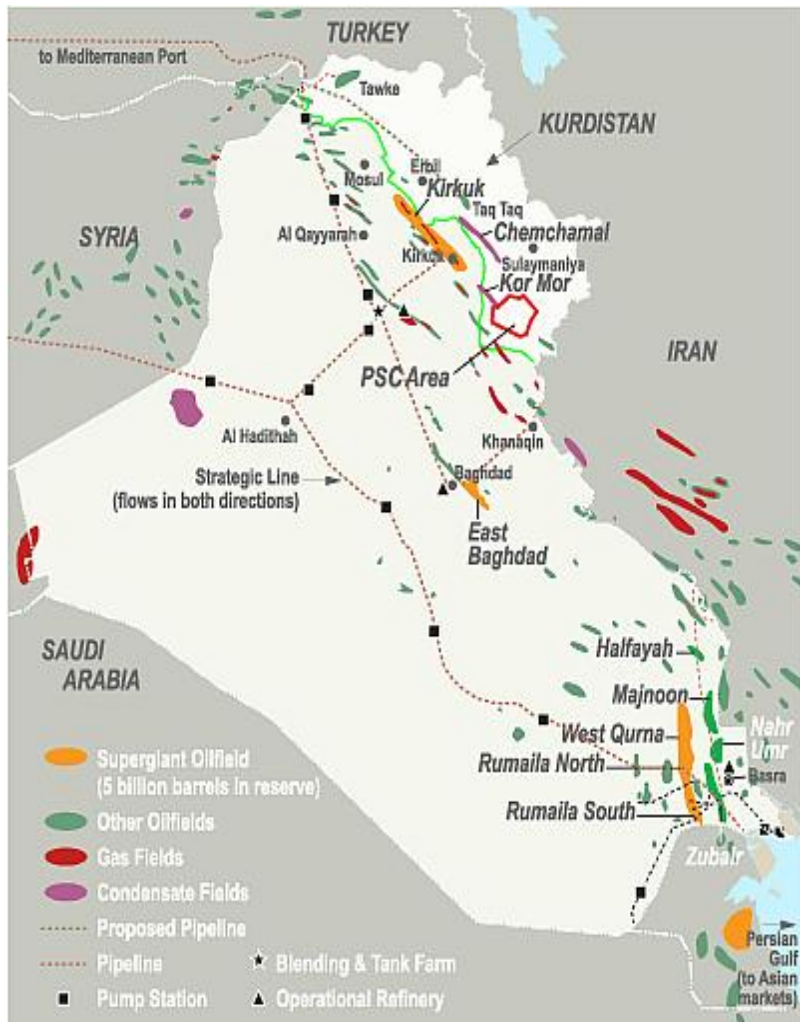 TURKEY
to Mediterranean Port
Tawke
KURDISTAN
Mosul
Erbil
Kirkuk
Taq Taq
Chemchamal
SYRIA
Al Qayyarah
Kirkuk
Sulaymaniya
Kor Mor
IRAN
PSC Area
Al Hadithah
Khanaqin
Strategic Line
(flows in both directions)
Baghdad
East
Baghdad
SAUDI
ARABIA
Halfayah
Majnoon
West Qurna
Nahr
Umr
Rumaila North
Basra
Rumaila South
Zubair
Superglant Oilfield
(5 billion barrels in reserve)
Other Oilfields
Gas Fields
Condensate Fields
Proposed Pipeline
Pipeline
Blending & Tank Farm
Pump Station
Operational Refinery
Persian
Gulf
(to Asian
markets)